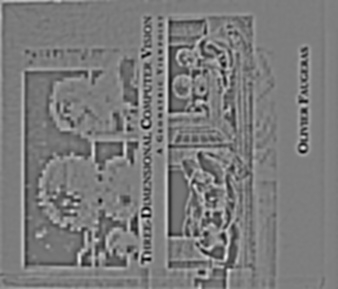 THREE-DIMENSIONAL COMPUTER VISION
A GEOMETRIC VIEWPOINT
OLIVIER FAUGERAS